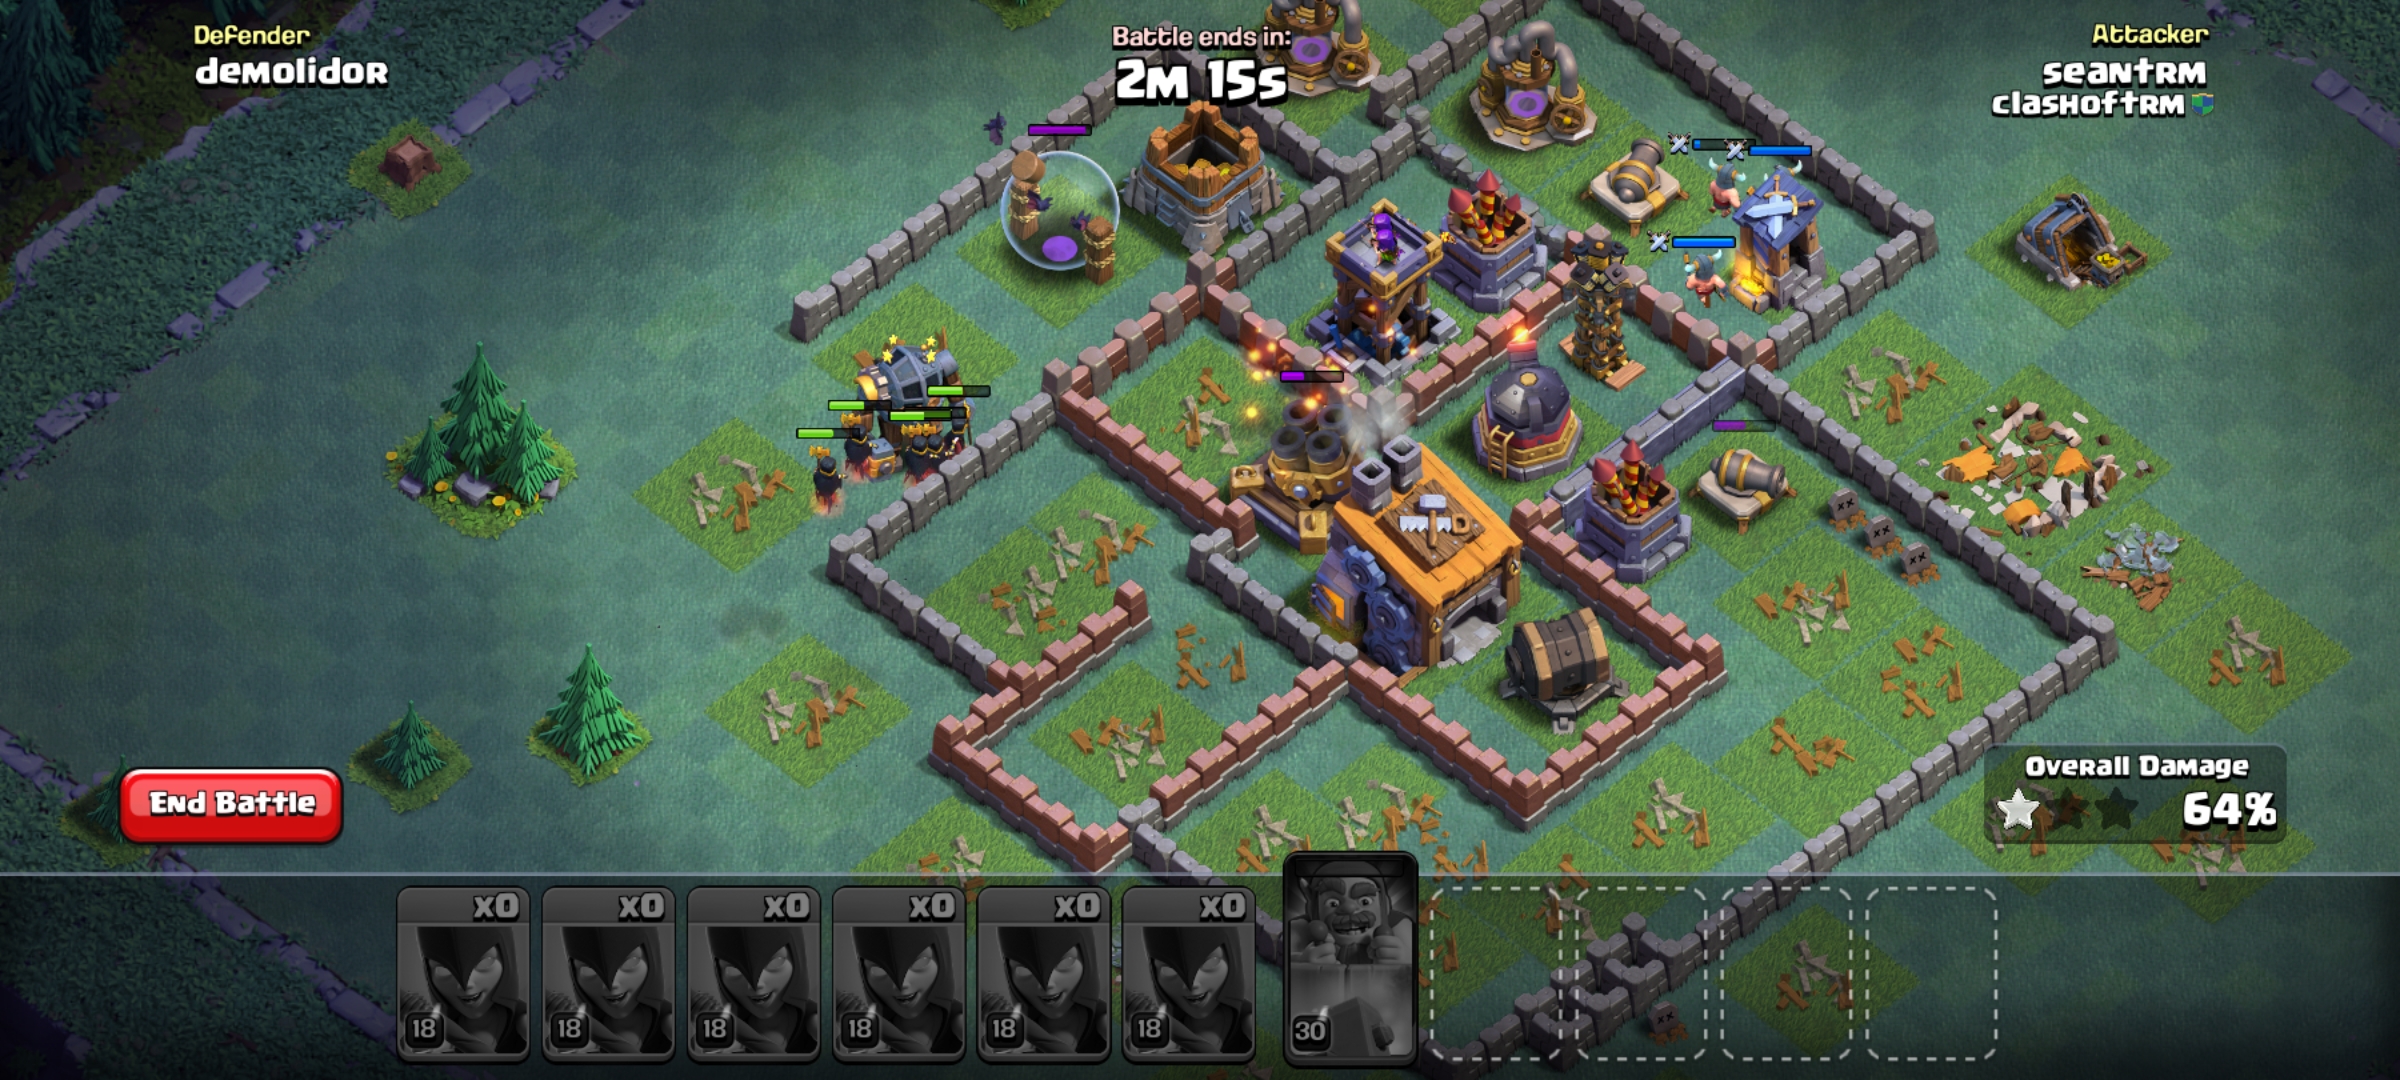 Defender
demolidor
Battle ends in:
2m 15s
Attacker
seantrm
clashoftrm
End Battle
Overall Damage
64%
x0 x0 x0 x0 x0 x0
18 18 18 18 18 18 30